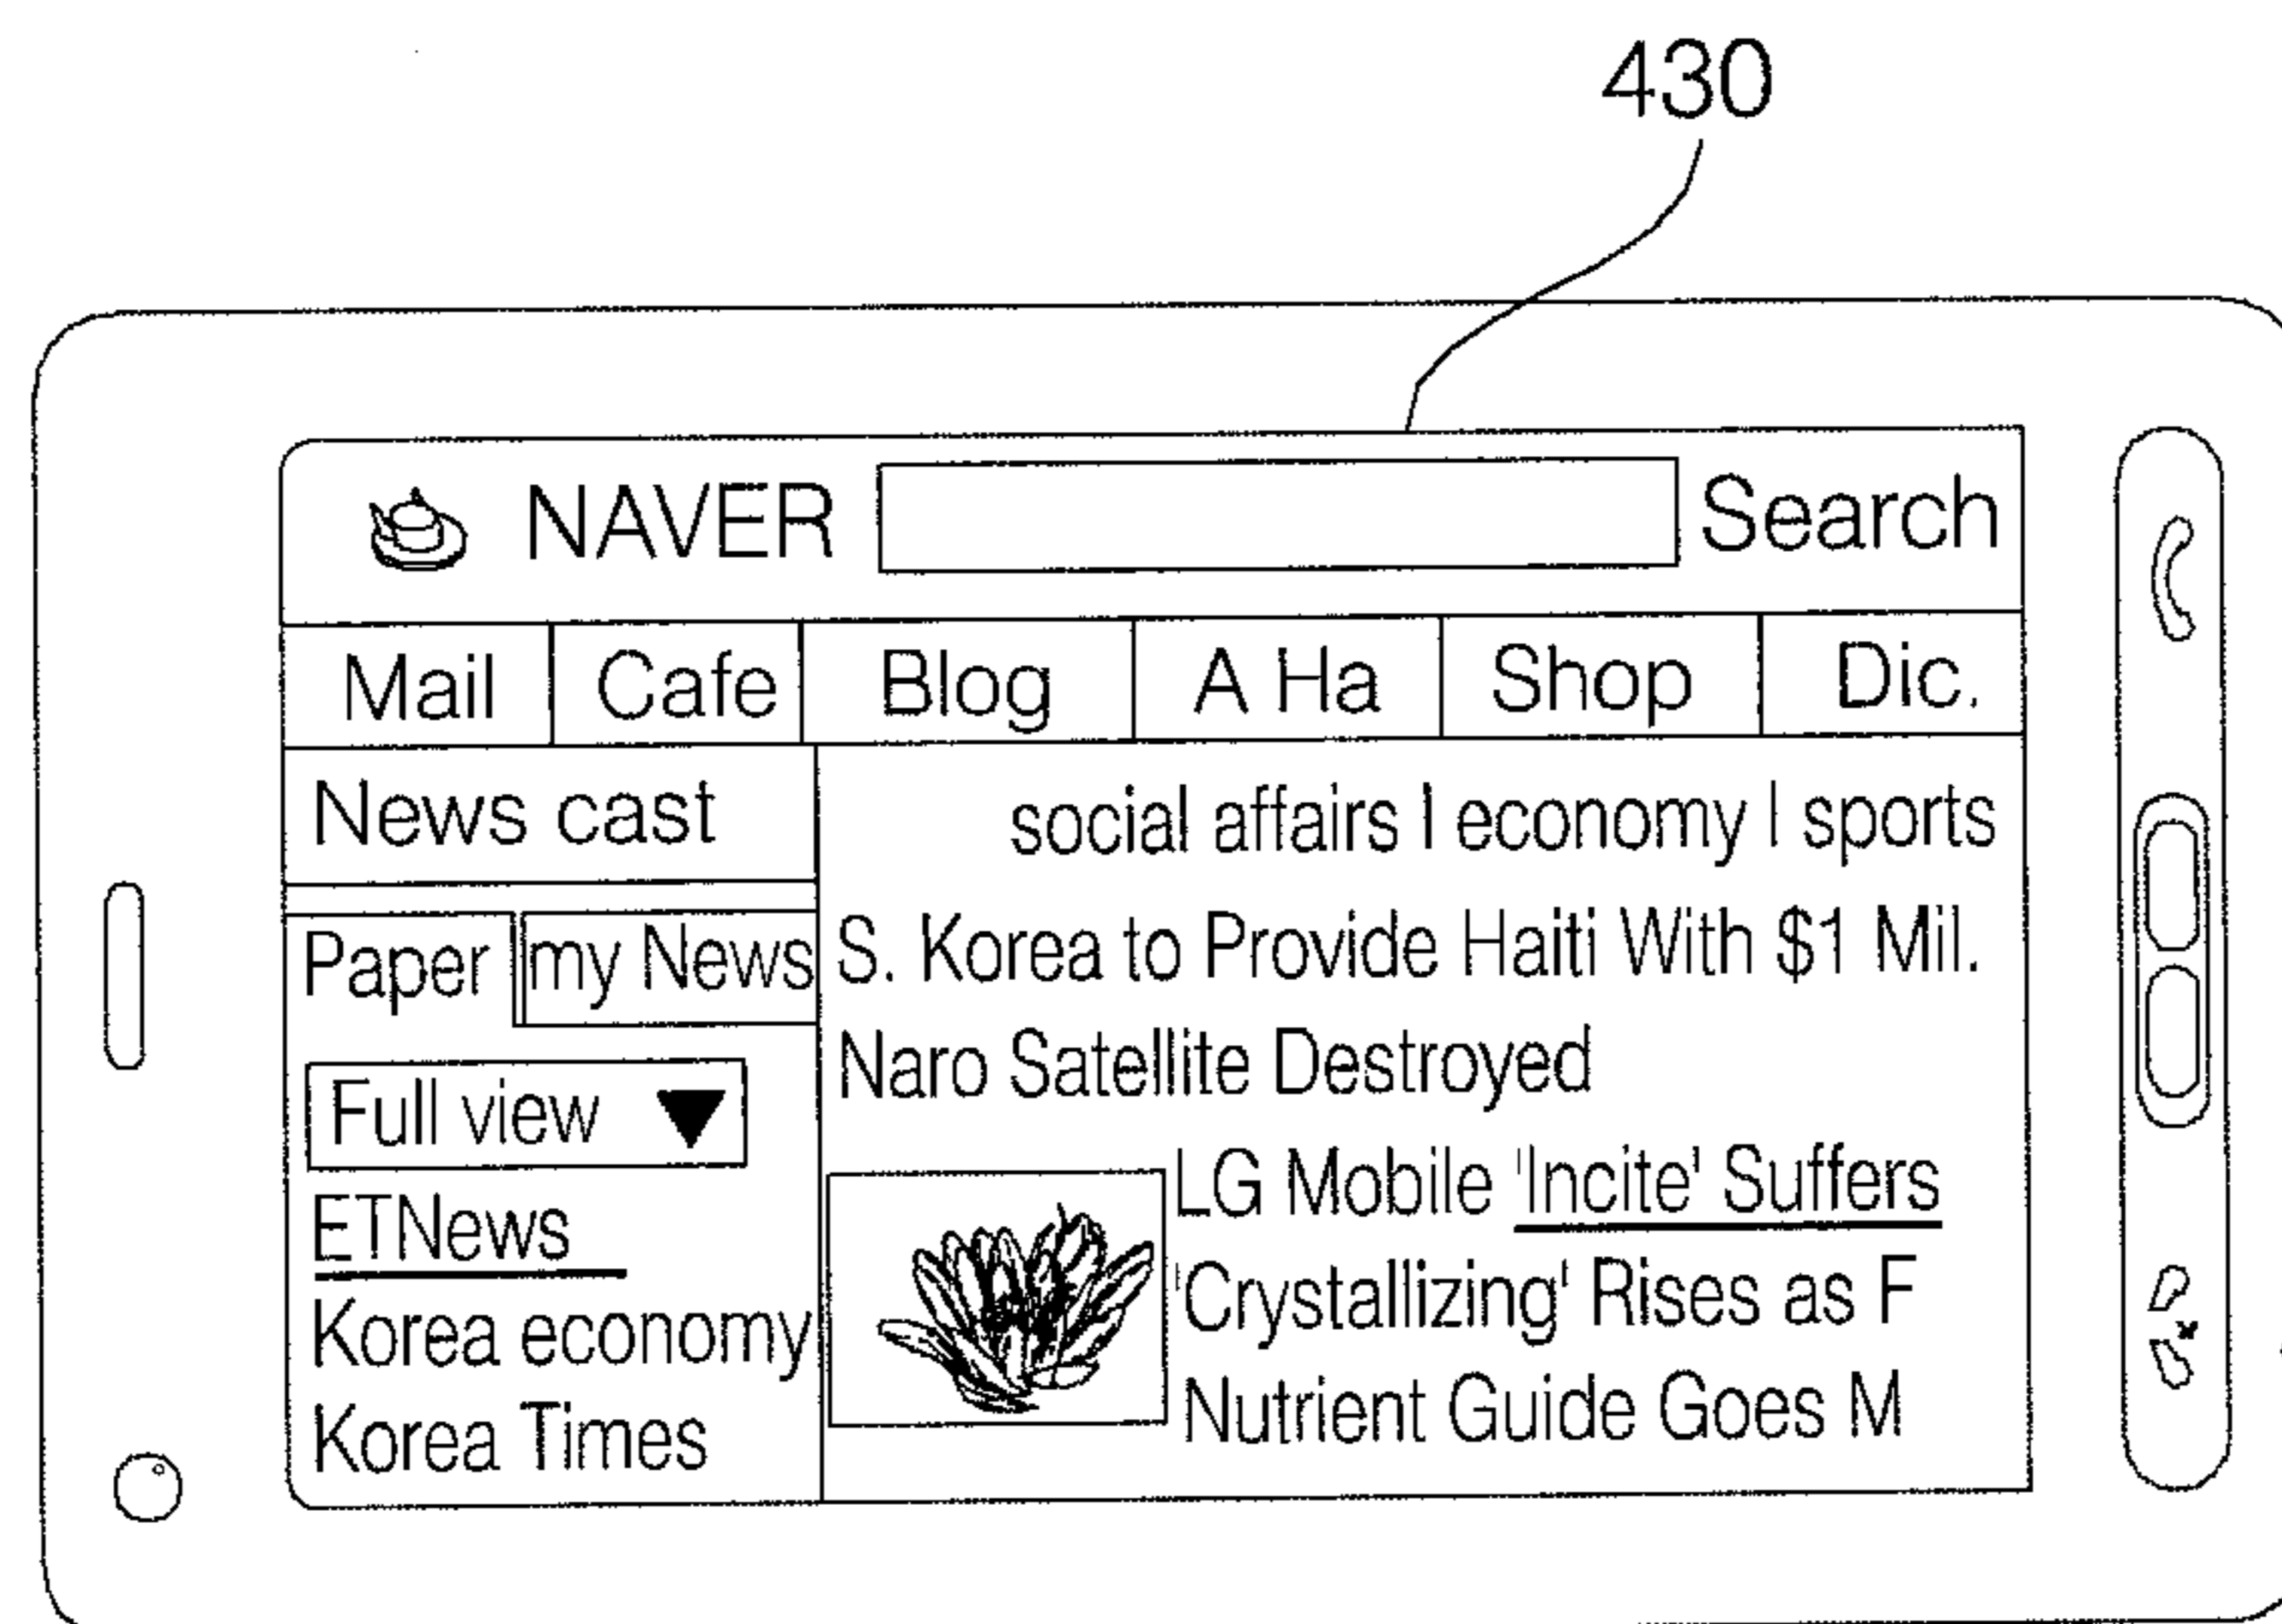 430
NAVER Search
Mail Cafe Blog A Ha Shop Dic.
News cast
social affairs | economy | sports
Paper my News
S. Korea to Provide Haiti With $1 Mil.
Naro Satellite Destroyed
Full view ▼
LG Mobile 'Incite' Suffers
ETNews
'Crystallizing' Rises as F
Korea economy
Nutrient Guide Goes M
Korea Times